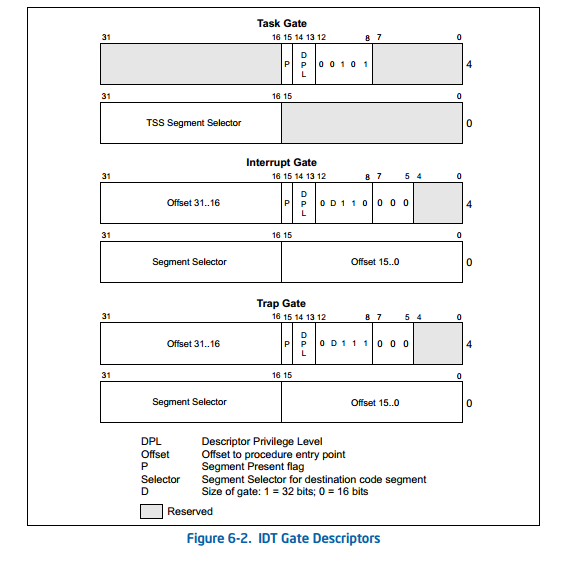 Task Gate
31 16 15 14 13 12 8 7 0
P D P L 0 0 1 0 1 4
31 16 15 0
TSS Segment Selector 0
Interrupt Gate
31 16 15 14 13 12 8 7 5 4 0
Offset 31..16 P D P L 0 D 1 1 0 0 0 0 4
31 16 15 0
Segment Selector Offset 15..0 0
Trap Gate
31 16 15 14 13 12 8 7 5 4 0
Offset 31..16 P D P L 0 D 1 1 1 0 0 0 4
31 16 15 0
Segment Selector Offset 15..0 0
DPL Descriptor Privilege Level
Offset Offset to procedure entry point
P Segment Present flag
Selector Segment Selector for destination code segment
D Size of gate: 1 = 32 bits; 0 = 16 bits
Reserved
Figure 6-2. IDT Gate Descriptors